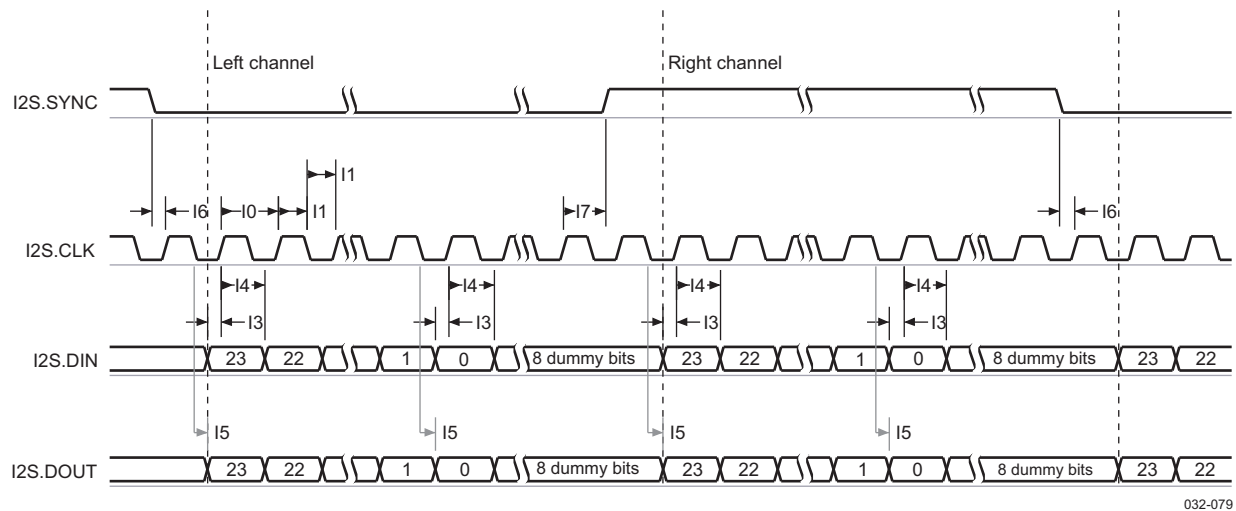 Left channel
Right channel
I2S.SYNC
I1
I6
I0
I1
I7
I6
I2S.CLK
I4
I4
I4
I4
I3
I3
I3
I3
I2S.DIN
23
22
1
0
8 dummy bits
23
22
1
0
8 dummy bits
23
22
I5
I5
I5
I5
I2S.DOUT
23
22
1
0
8 dummy bits
23
22
1
0
8 dummy bits
23
22
032-079